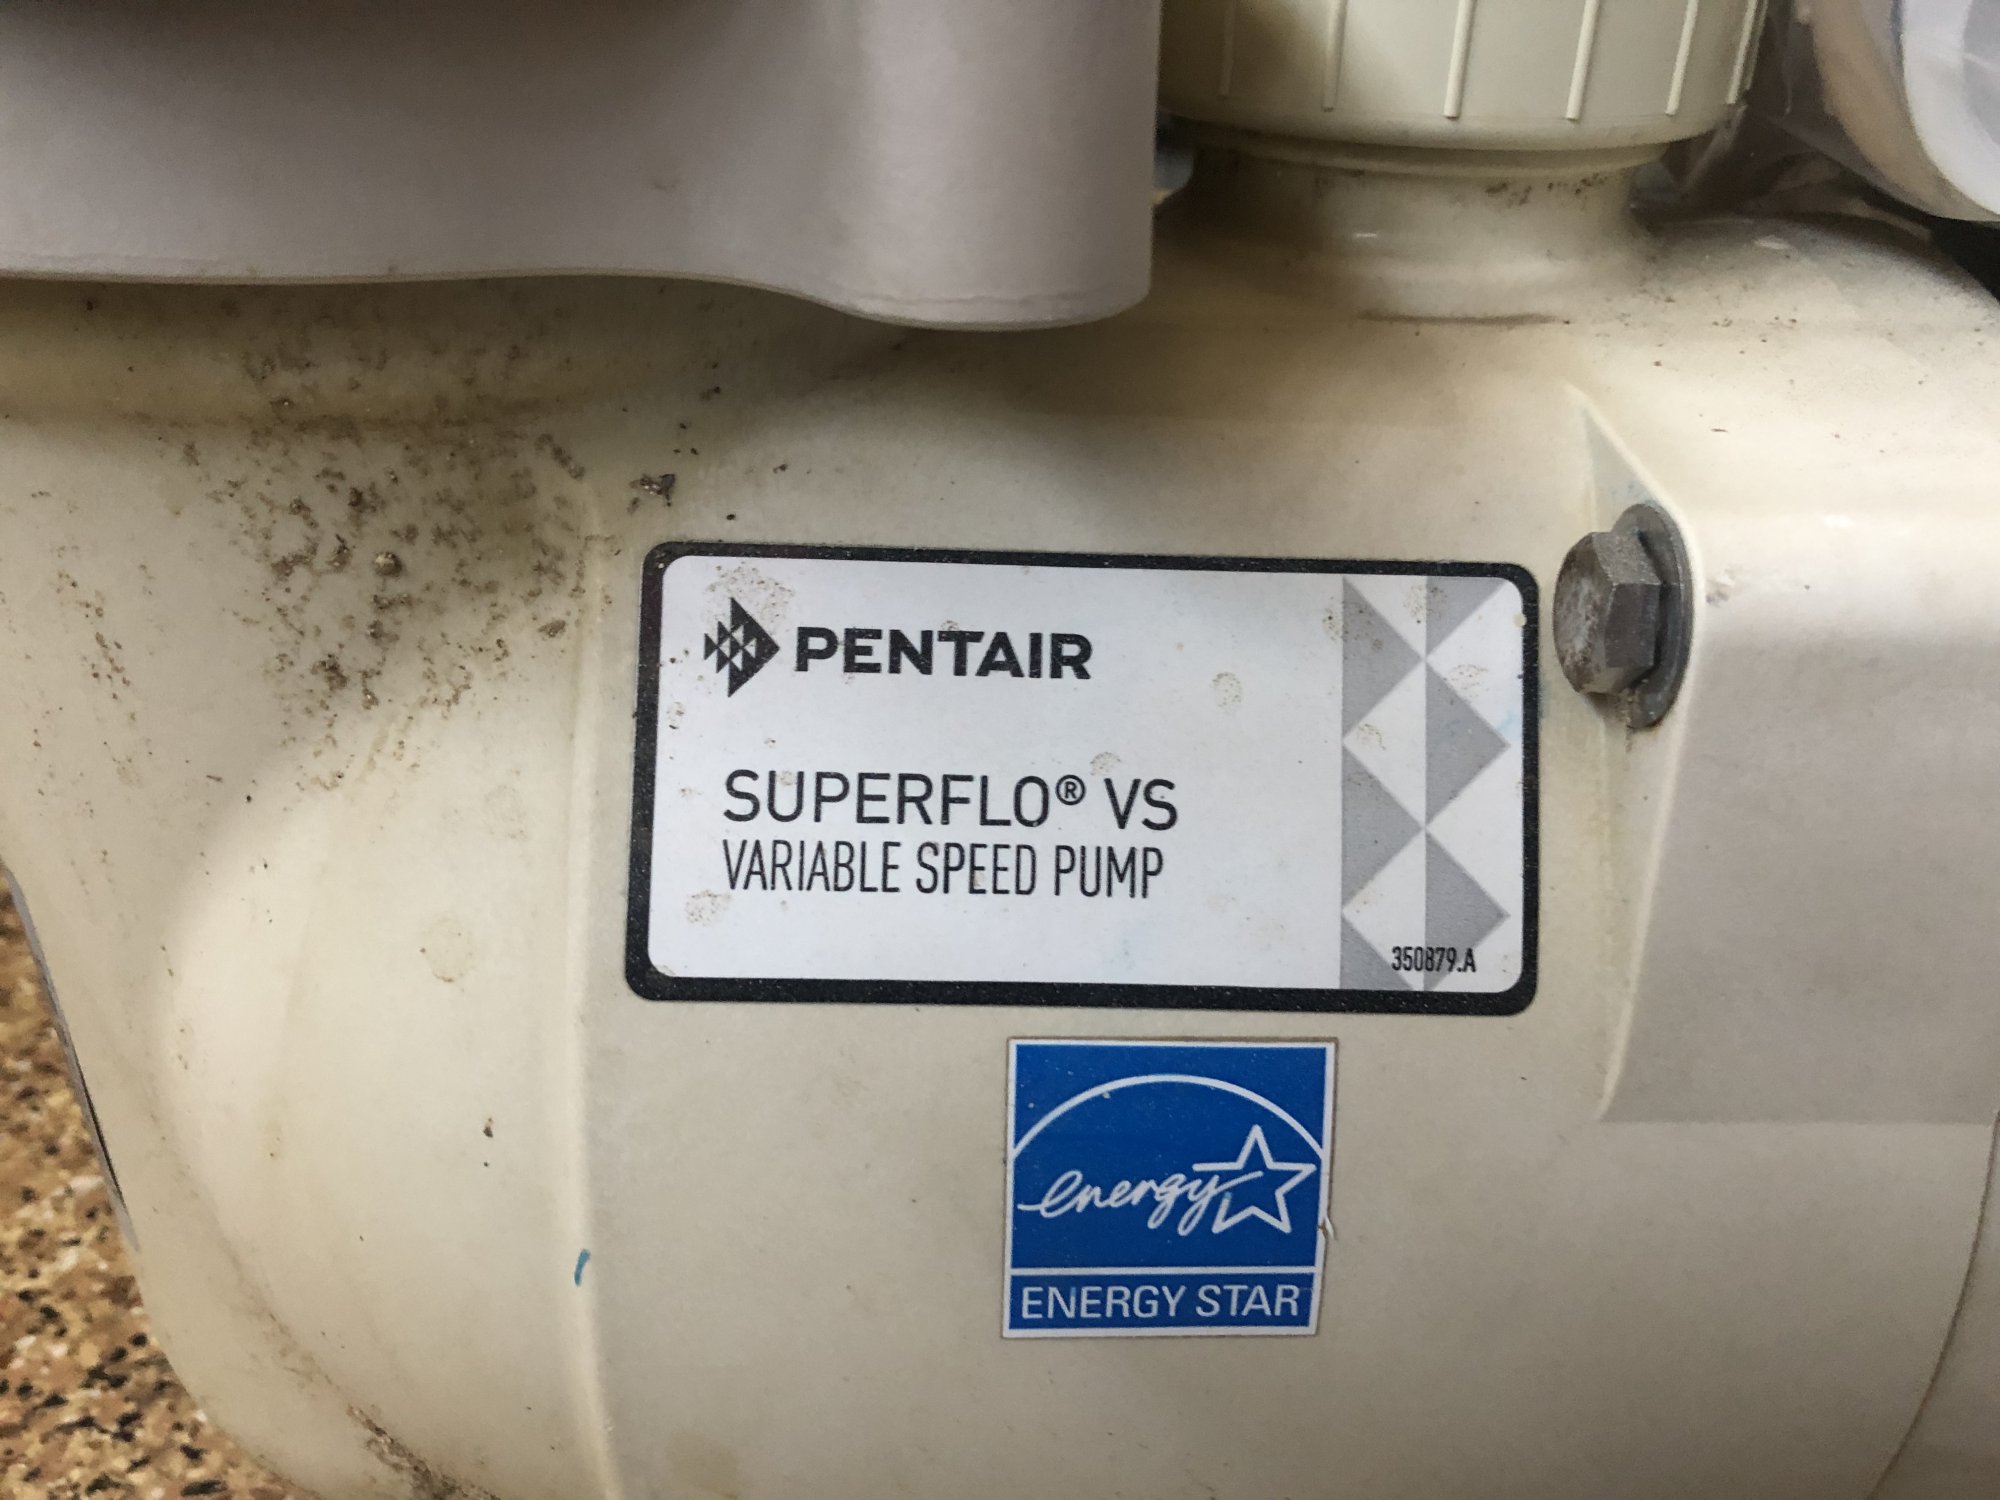 PENTAIR
SUPERFLO® VS
VARIABLE SPEED PUMP
350879.A
energy
ENERGY STAR